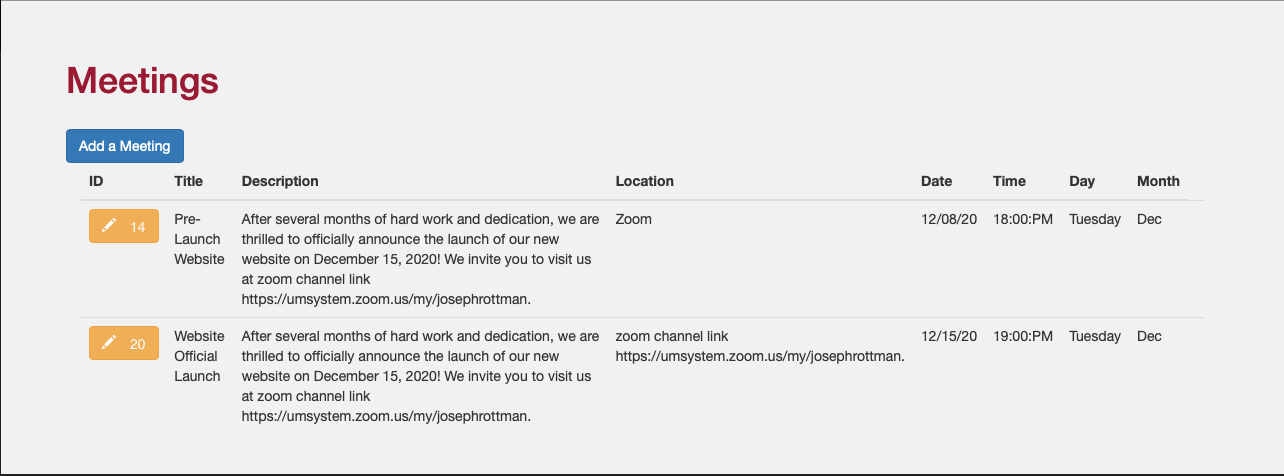 Meetings
Add a Meeting
ID Title Description Location Date Time Day Month
14 Pre- After several months of hard work and dedication, we are Zoom 12/08/20 18:00:PM Tuesday Dec
Launch thrilled to officially announce the launch of our new
Website website on December 15, 2020! We invite you to visit us
at zoom channel link
https://umsystem.zoom.us/my/josephrottman.
20 Website After several months of hard work and dedication, we are zoom channel link 12/15/20 19:00:PM Tuesday Dec
Official thrilled to officially announce the launch of our new https://umsystem.zoom.us/my/josephrottman.
Launch website on December 15, 2020! We invite you to visit us
at zoom channel link
https://umsystem.zoom.us/my/josephrottman.